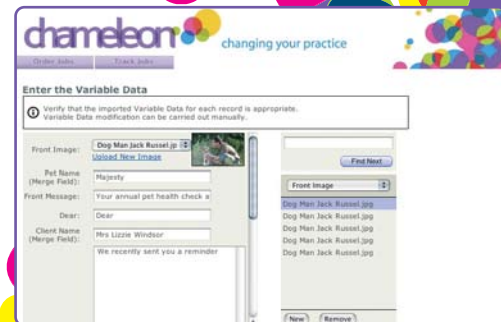 chameleon
changing your practice
Order Jobs Track Jobs
Enter the Variable Data
Verify that the imported Variable Data for each record is appropriate.
Variable Data modification can be carried out manually.
Front Image: Dog Man Jack Russel.jp
Upload New Image
Pet Name
(Merge Field): Majesty
Front Message: Your annual pet health check a
Dear: Dear
Client Name
(Merge Field): Mrs Lizzie Windsor
We recently sent you a reminder
Find Next
Front Image
Dog Man Jack Russel.jpg
Dog Man Jack Russel.jpg
Dog Man Jack Russel.jpg
Dog Man Jack Russel.jpg
Dog Man Jack Russel.jpg
New Remove